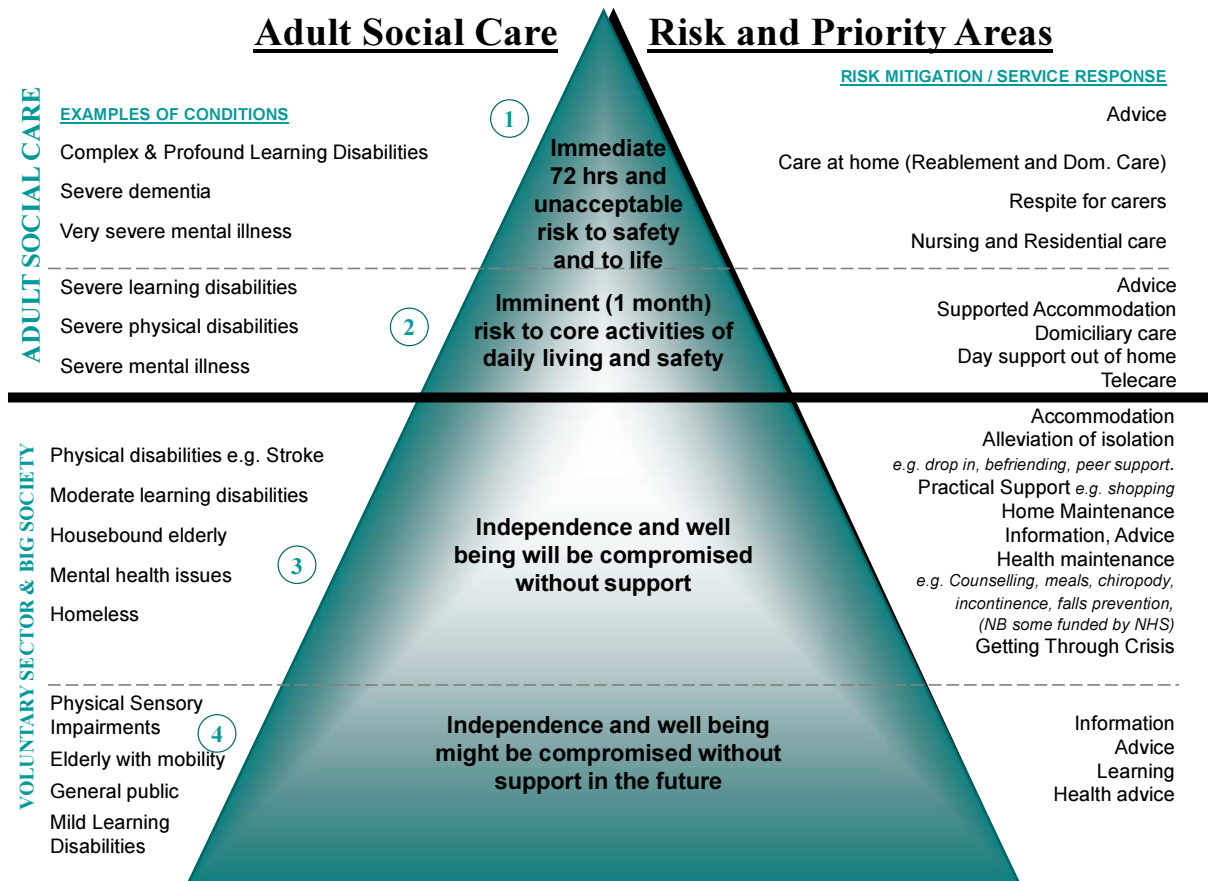 Adult Social Care
Risk and Priority Areas
RISK MITIGATION / SERVICE RESPONSE
ADULT SOCIAL CARE
EXAMPLES OF CONDITIONS
1
Complex & Profound Learning Disabilities
Severe dementia
Very severe mental illness
Immediate
72 hrs and
unacceptable
risk to safety
and to life
Advice
Care at home (Reablement and Dom. Care)
Respite for carers
Nursing and Residential care
Severe learning disabilities
Severe physical disabilities
Severe mental illness
2
Imminent (1 month)
risk to core activities of
daily living and safety
Advice
Supported Accommodation
Domiciliary care
Day support out of home
Telecare
VOLUNTARY SECTOR & BIG SOCIETY
Physical disabilities e.g. Stroke
Moderate learning disabilities
Housebound elderly
Mental health issues
Homeless
3
Independence and well
being will be compromised
without support
Accommodation
Alleviation of isolation
e.g. drop in, befriending, peer support.
Practical Support e.g. shopping
Home Maintenance
Information, Advice
Health maintenance
e.g. Counselling, meals, chiropody,
incontinence, falls prevention,
(NB some funded by NHS)
Getting Through Crisis
Physical Sensory
Impairments
4
Elderly with mobility
General public
Mild Learning
Disabilities
Independence and well being
might be compromised without
support in the future
Information
Advice
Learning
Health advice